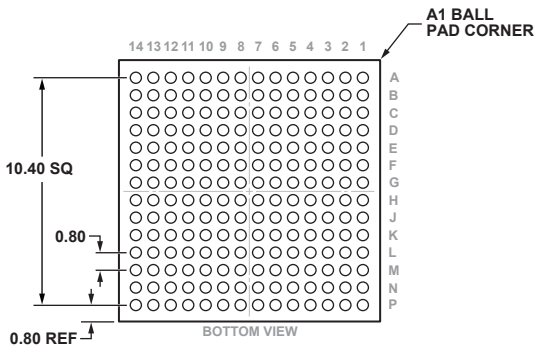 A1 BALL
PAD CORNER
14 13 12 11 10 9 8 7 6 5 4 3 2 1
A
B
C
D
E
F
G
H
J
K
L
M
N
P
10.40 SQ
0.80
0.80 REF
BOTTOM VIEW